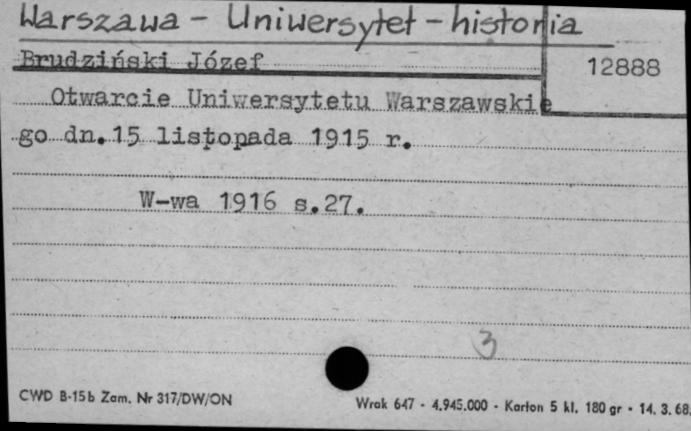 Warszawa - Uniwersytet - historia
Brudziński Józef
12888
Otwarcie Uniwersytetu Warszawskie
go dn. 15 listopada 1915 r.
W-wa 1916 s.27.
3
CWD B-15b Zam. Nr 317/DW/ON
Wrak 647 - 4.945.000 - Karton 5 kl. 180 gr - 14. 3. 68.